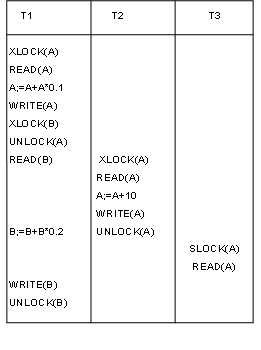 T1 T2 T3
XLOCK(A)
READ(A)
A;=A+A*0.1
WRITE(A)
XLOCK(B)
UNLOCK(A)
READ(B) XLOCK(A)
READ(A)
A;=A+10
WRITE(A)
B;=B+B*0.2 UNLOCK(A)
SLOCK(A)
READ(A)
WRITE(B)
UNLOCK(B)